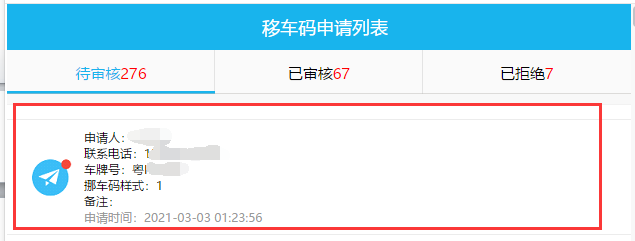 移车码申请列表
待审核276
已审核67
已拒绝7
申请人：
联系电话：1
车牌号：粤
挪车码样式：1
备注：
申请时间：2021-03-03 01:23:56